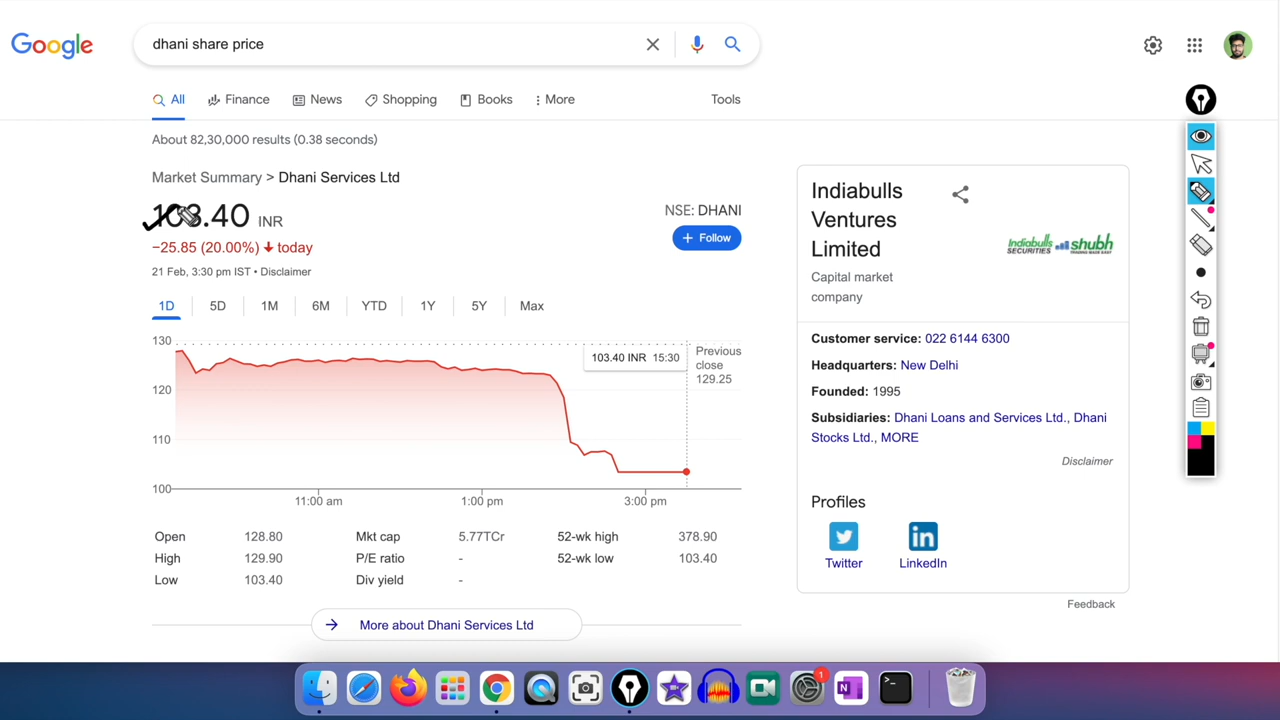 Google
dhani share price
All Finance News Shopping Books More Tools
About 82,30,000 results (0.38 seconds)
Market Summary > Dhani Services Ltd
103.40 INR
NSE: DHANI
−25.85 (20.00%) today
+ Follow
21 Feb, 3:30 pm IST • Disclaimer
1D 5D 1M 6M YTD 1Y 5Y Max
130
120
110
100
103.40 INR 15:30
Previous
close
129.25
11:00 am 1:00 pm 3:00 pm
Open 128.80 Mkt cap 5.77TCr 52-wk high 378.90
High 129.90 P/E ratio - 52-wk low 103.40
Low 103.40 Div yield -
More about Dhani Services Ltd
Indiabulls
Ventures
Limited
Indiabulls shubh
SECURITIES TRADING MADE EASY
Capital market
company
Customer service: 022 6144 6300
Headquarters: New Delhi
Founded: 1995
Subsidiaries: Dhani Loans and Services Ltd., Dhani
Stocks Ltd., MORE
Disclaimer
Profiles
Twitter LinkedIn
Feedback
1
N
>_